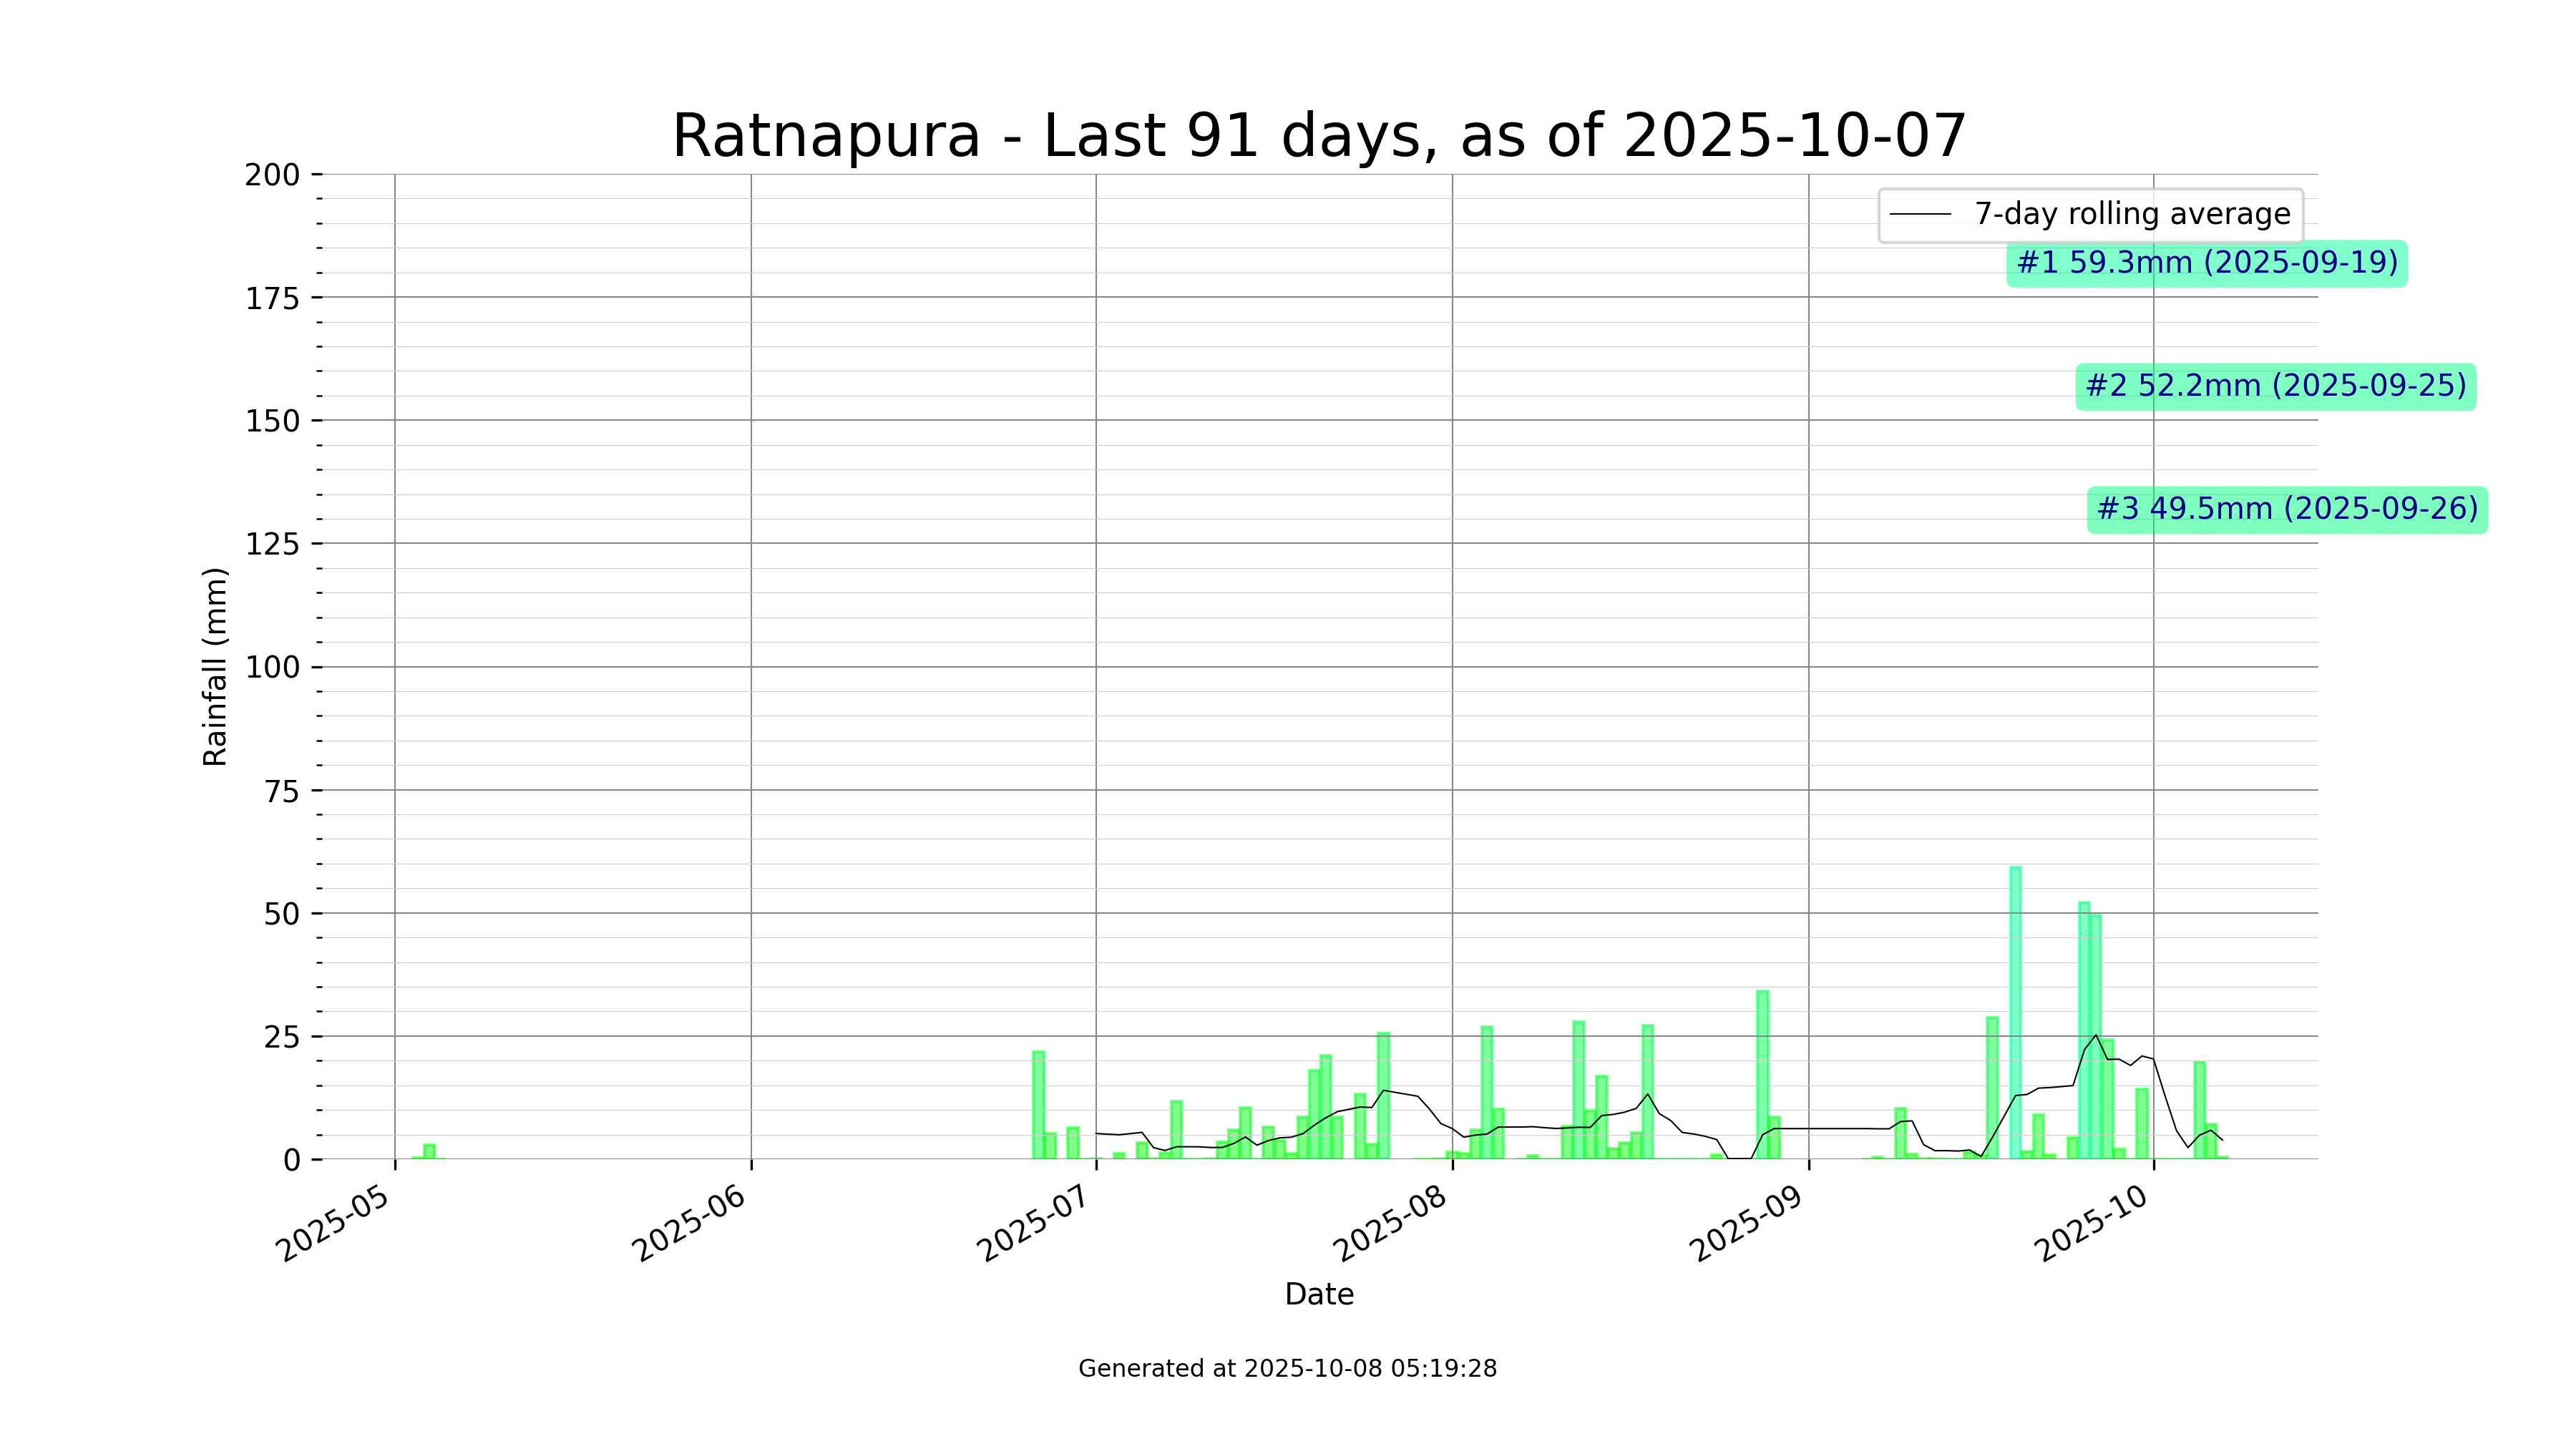 Ratnapura - Last 91 days, as of 2025-10-07
200
175
150
125
100
75
50
25
0
Rainfall (mm)
7-day rolling average
#1 59.3mm (2025-09-19)
#2 52.2mm (2025-09-25)
#3 49.5mm (2025-09-26)
2025-05
2025-06
2025-07
2025-08
2025-09
2025-10
Date
Generated at 2025-10-08 05:19:28